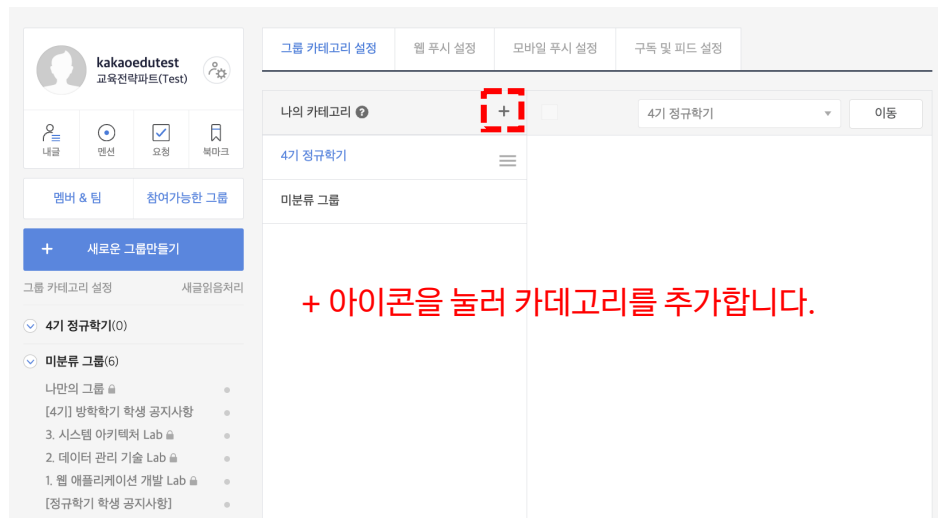 kakaoedutest
교육전략파트(Test)
내글 멘션 요청 북마크
멤버 & 팀 참여가능한 그룹
+ 새로운 그룹만들기
그룹 카테고리 설정 새글읽음처리
4기 정규학기(0)
미분류 그룹(6)
나만의 그룹
[4기] 방학학기 학생 공지사항
3. 시스템 아키텍처 Lab
2. 데이터 관리 기술 Lab
1. 웹 애플리케이션 개발 Lab
[정규학기 학생 공지사항]
그룹 카테고리 설정 웹 푸시 설정 모바일 푸시 설정 구독 및 피드 설정
나의 카테고리 ? + 4기 정규학기 이동
4기 정규학기
미분류 그룹
+ 아이콘을 눌러 카데고리를 추가합니다.